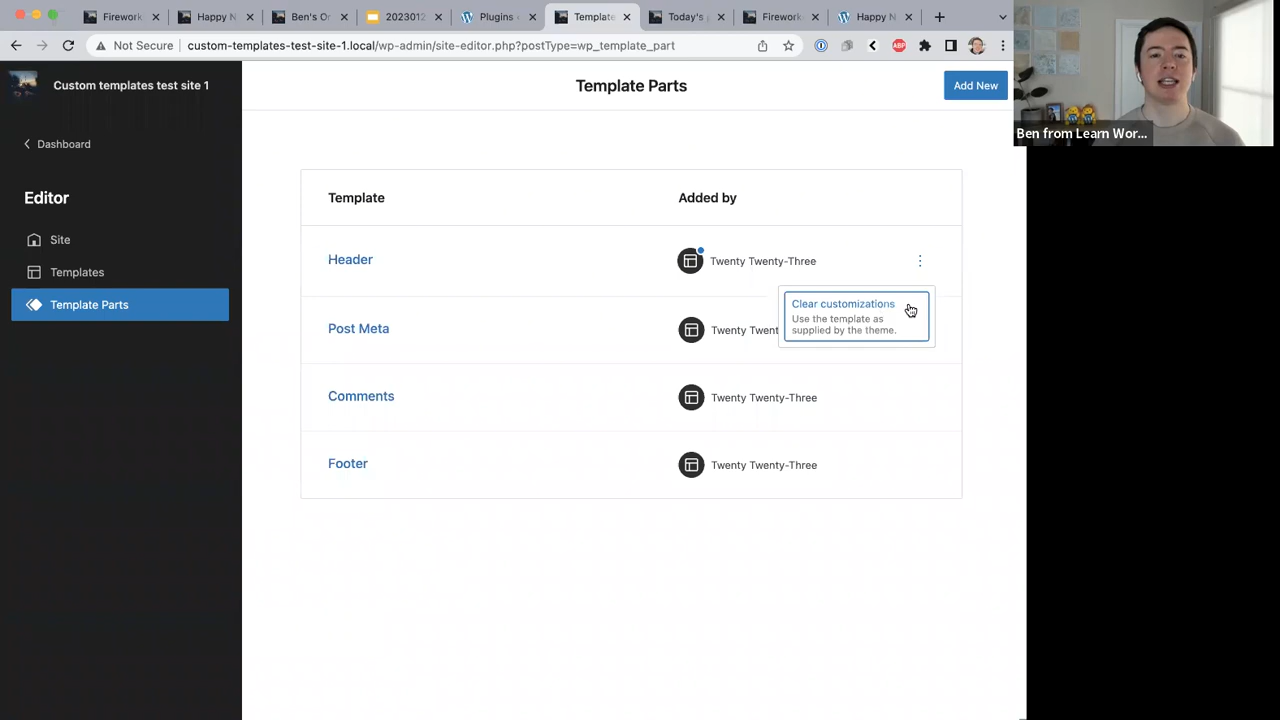 Firework
Happy N
Ben's Or
2023012
Plugins
Template
Today's
Firework
Happy N
Not Secure
custom-templates-test-site-1.local/wp-admin/site-editor.php?postType=wp_template_part
ABP
Custom templates test site 1
Template Parts
Add New
Ben from Learn Wor...
Dashboard
Editor
Site
Templates
Template Parts
Template
Added by
Header
Twenty Twenty-Three
Clear customizations
Use the template as
supplied by the theme.
Post Meta
Twenty Twent
Comments
Twenty Twenty-Three
Footer
Twenty Twenty-Three